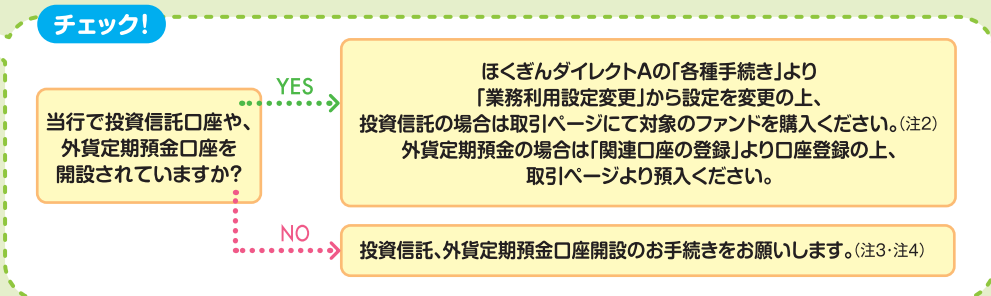 チェック!
当行で投資信託口座や、
外貨定期預金口座を
開設されていますか?
YES
ほくぎんダイレクトAの「各種手続き」より
「業務利用設定変更」から設定を変更の上、
投資信託の場合は取引ページにて対象のファンドを購入ください。(注2)
外貨定期預金の場合は「関連口座の登録」より口座登録の上、
取引ページより預入ください。
NO
投資信託、外貨定期預金口座開設のお手続きをお願いします。(注3・注4)